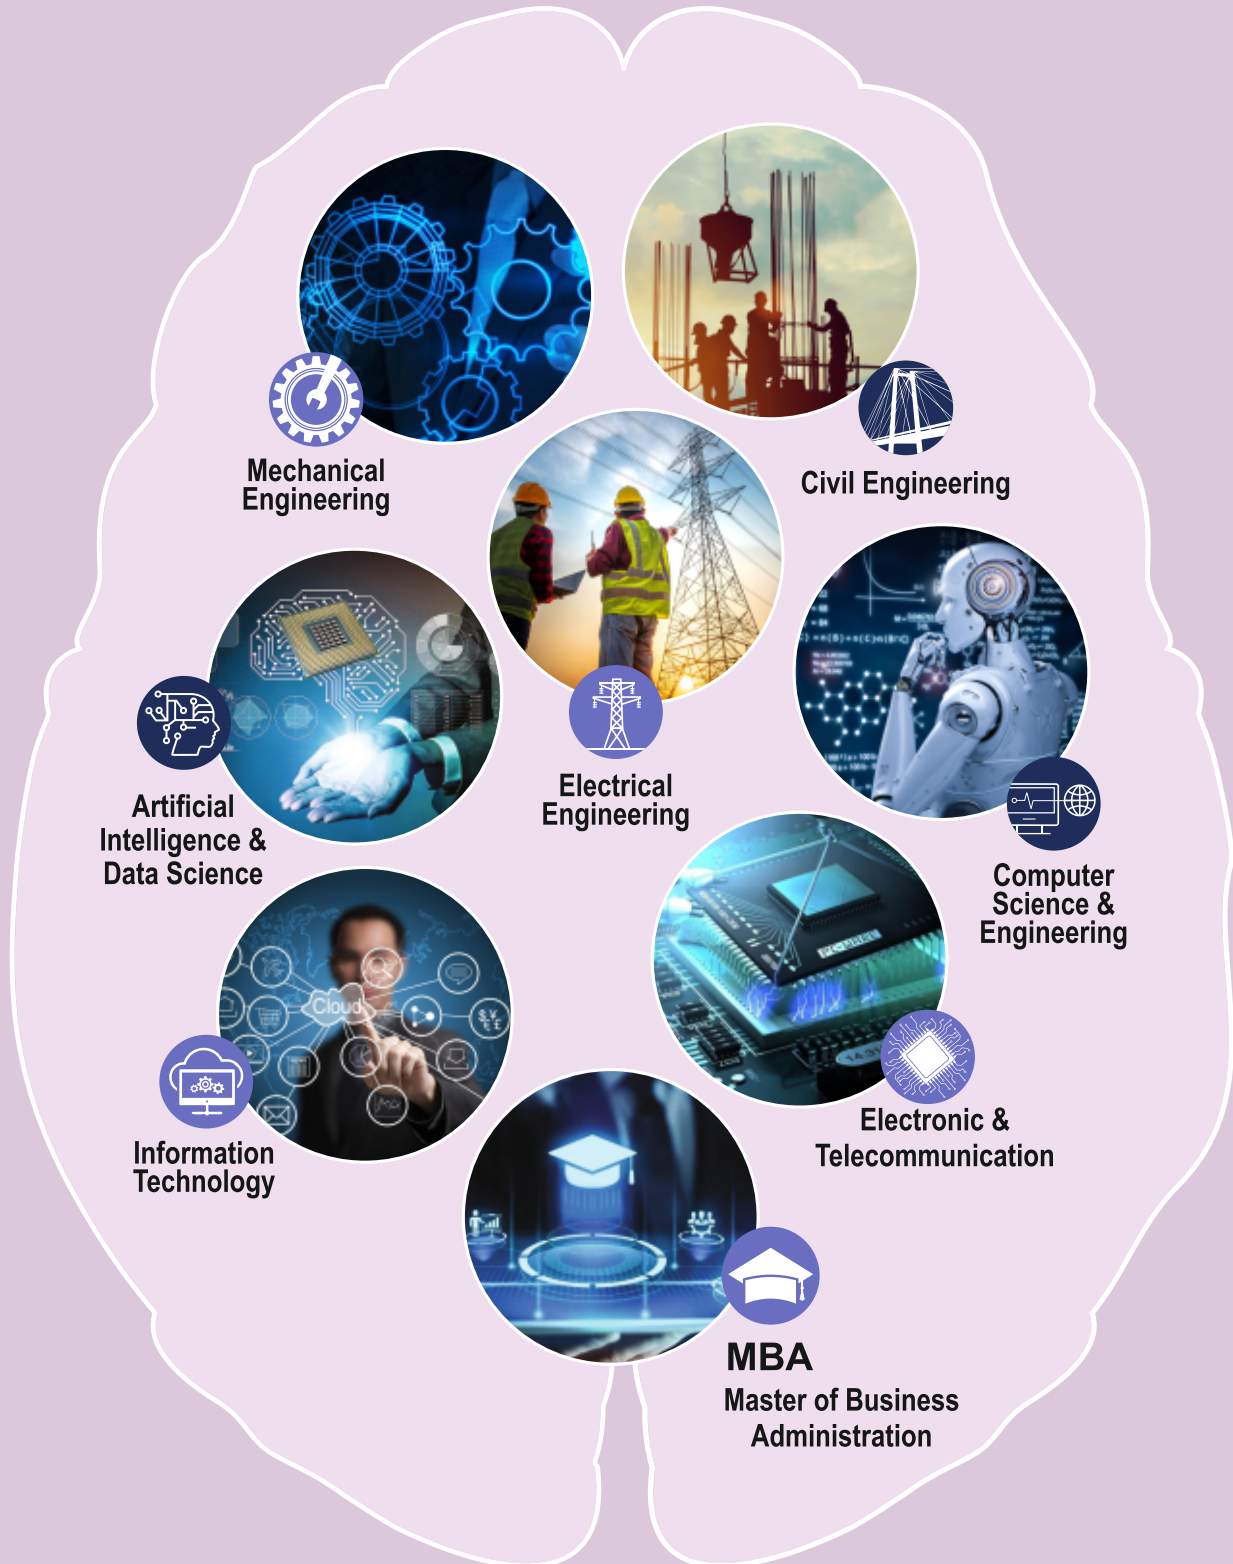 Mechanical
Engineering
Civil Engineering
Electrical
Engineering
Artificial
Intelligence &
Data Science
Computer
Science &
Engineering
Cloud
Information
Technology
Electronic &
Telecommunication
MBA
Master of Business
Administration